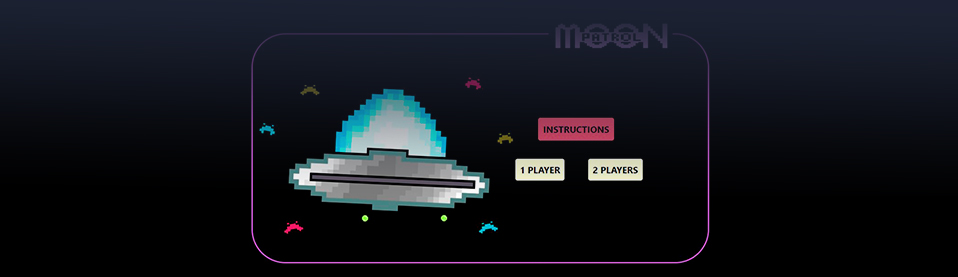 MOON
PATROL
INSTRUCTIONS
1 PLAYER
2 PLAYERS